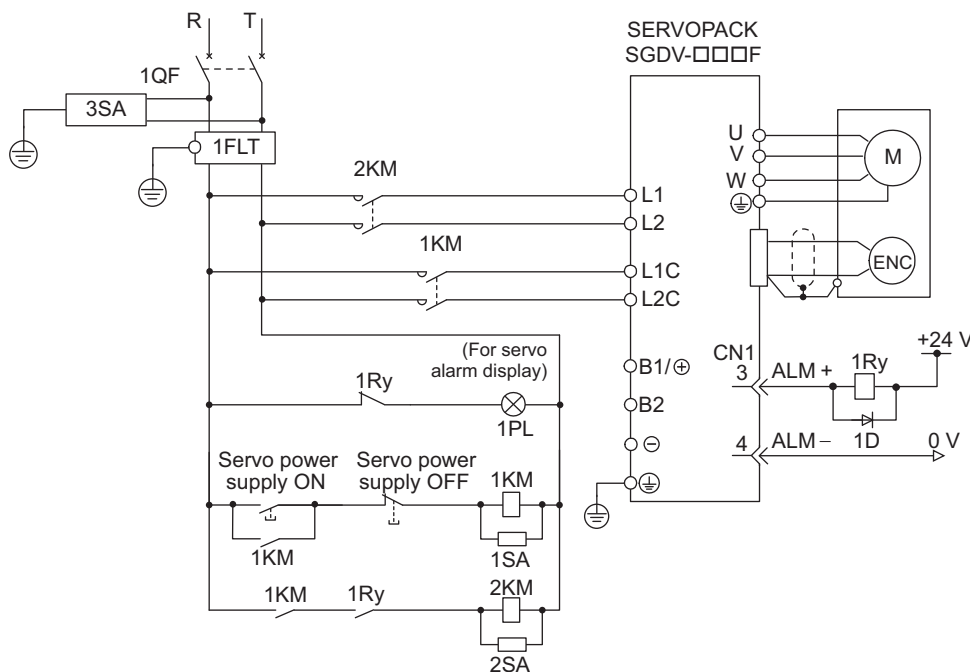 R T
SERVOPACK
SGDV-□□□F
1QF
3SA
1FLT
U
V
W
M
2KM
L1
L2
1KM
L1C
L2C
ENC
(For servo
alarm display)
1Ry
1PL
B1/⊕
B2
⊖
CN1
3 ALM + 1Ry +24 V
1D
4 ALM − 0 V
Servo power
supply ON
Servo power
supply OFF
1KM
1KM
1SA
1KM 1Ry 2KM
2SA